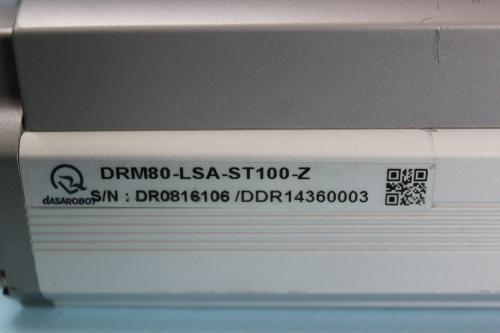 DRM80-LSA-ST100-Z
S/N : DR0816106 /DDR14360003
dASAROBOT